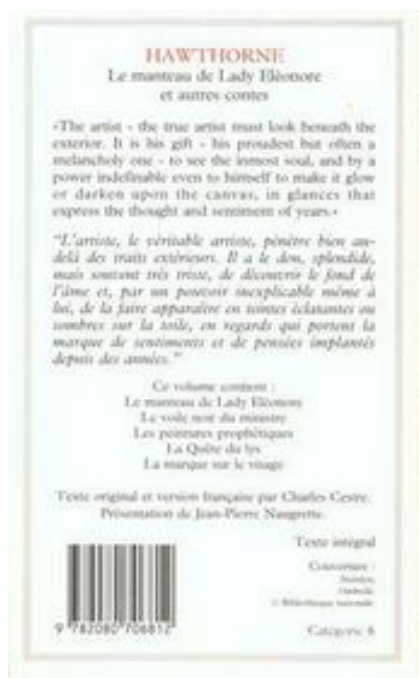 HAWTHORNE
Le manteau de Lady Eléonore
et autres contes
«The artist - the true artist must look beneath the
exterior. It is his gift - his proudest but often a
melancholy one - to see the inmost soul, and by a
power indefinable even to himself to make it glow
or darken upon the canvas, in glances that
express the thought and sentiment of years.»
"L'artiste, le véritable artiste, pénètre bien au-
delà des traits extérieurs. Il a le don, splendide,
mais souvent très triste, de découvrir le fond de
l'âme et, par un pouvoir inexplicable même à
lui, de la faire apparaître en teintes éclatantes ou
sombres sur la toile, en regards qui portent la
marque de sentiments et de pensées implantés
depuis des années."
Ce volume contient :
Le manteau de Lady Eléonore
Le voile noir du ministre
Les peintures prophétiques
La Quête du lys
La marque sur le visage
Texte original et version française par Charles Cestre.
Présentation de Jean-Pierre Naugrette.
Texte intégral
Couverture :
© Bibliothèque nationale
9 782080 706812
Catégorie 6